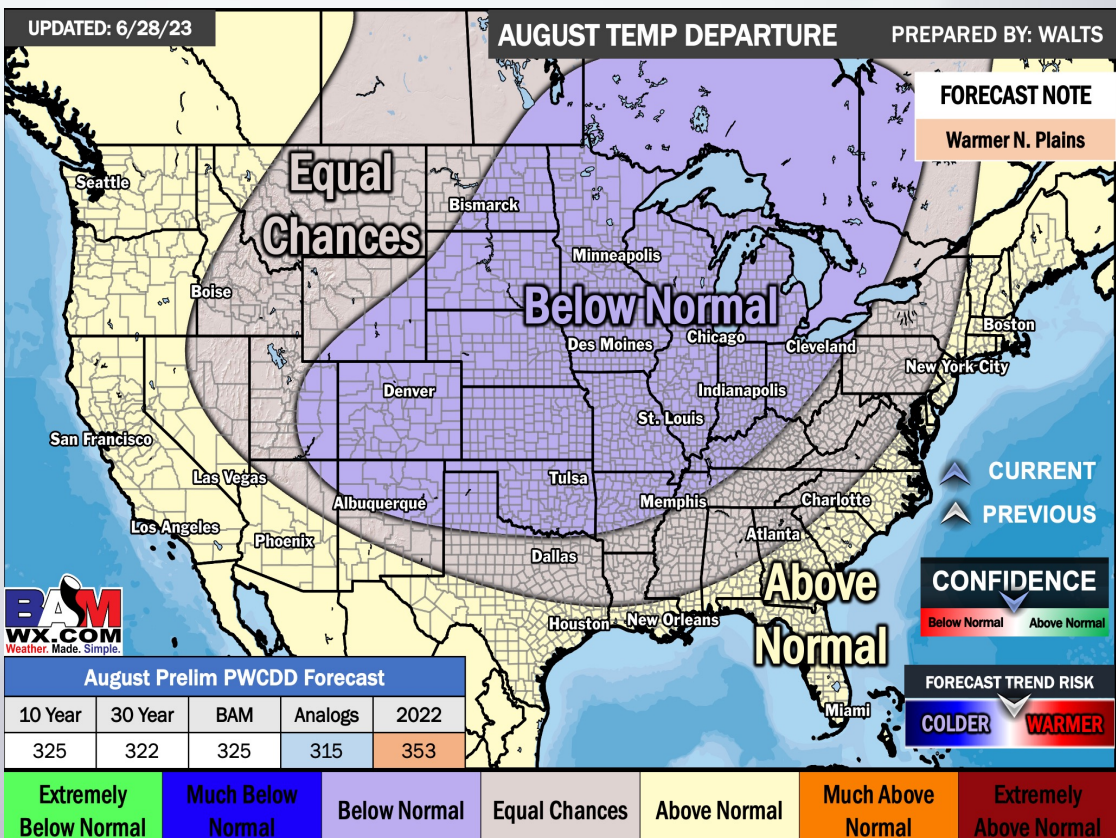 UPDATED: 6/28/23
AUGUST TEMP DEPARTURE
PREPARED BY: WALTS
FORECAST NOTE
Warmer N. Plains
Equal
Chances
Seattle
Bismarck
Minneapolis
Boise
Below Normal
Boston
Des Moines
Chicago
Cleveland
New York City
Denver
Indianapolis
St. Louis
San Francisco
Las Vegas
Tulsa
Albuquerque
Memphis
Charlotte
Los Angeles
Phoenix
Atlanta
Dallas
Above
Normal
Houston
New Orleans
Miami
CURRENT
PREVIOUS
CONFIDENCE
Below Normal
Above Normal
FORECAST TREND RISK
COLDER
WARMER
BAM
WX.COM
Weather. Made. Simple.
August Prelim PWCDD Forecast
10 Year 30 Year BAM Analogs 2022
325 322 325 315 353
Extremely
Below Normal
Much Below
Normal
Below Normal
Equal Chances
Above Normal
Much Above
Normal
Extremely
Above Normal